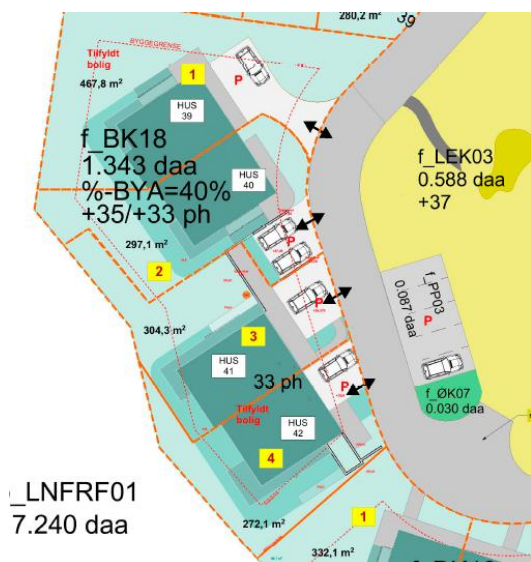 280,2 m²
39
BYGGEGRENSE
Tilfyldt
bolig
467,8 m²
1
P
HUS
39
f_BK18
1.343 daa
%-BYA=40%
+35/+33 ph
HUS
40
f_LEK03
0.588 daa
+37
297,1 m²
2
P
P
304,3 m²
3
f_PP03
0.087 daa
P
HUS
41
33 ph
P
f_ØK07
0.030 daa
Tilfyldt
bolig
HUS
42
4
_LNFRF01
7.240 daa
272,1 m²
1
332,1 m²